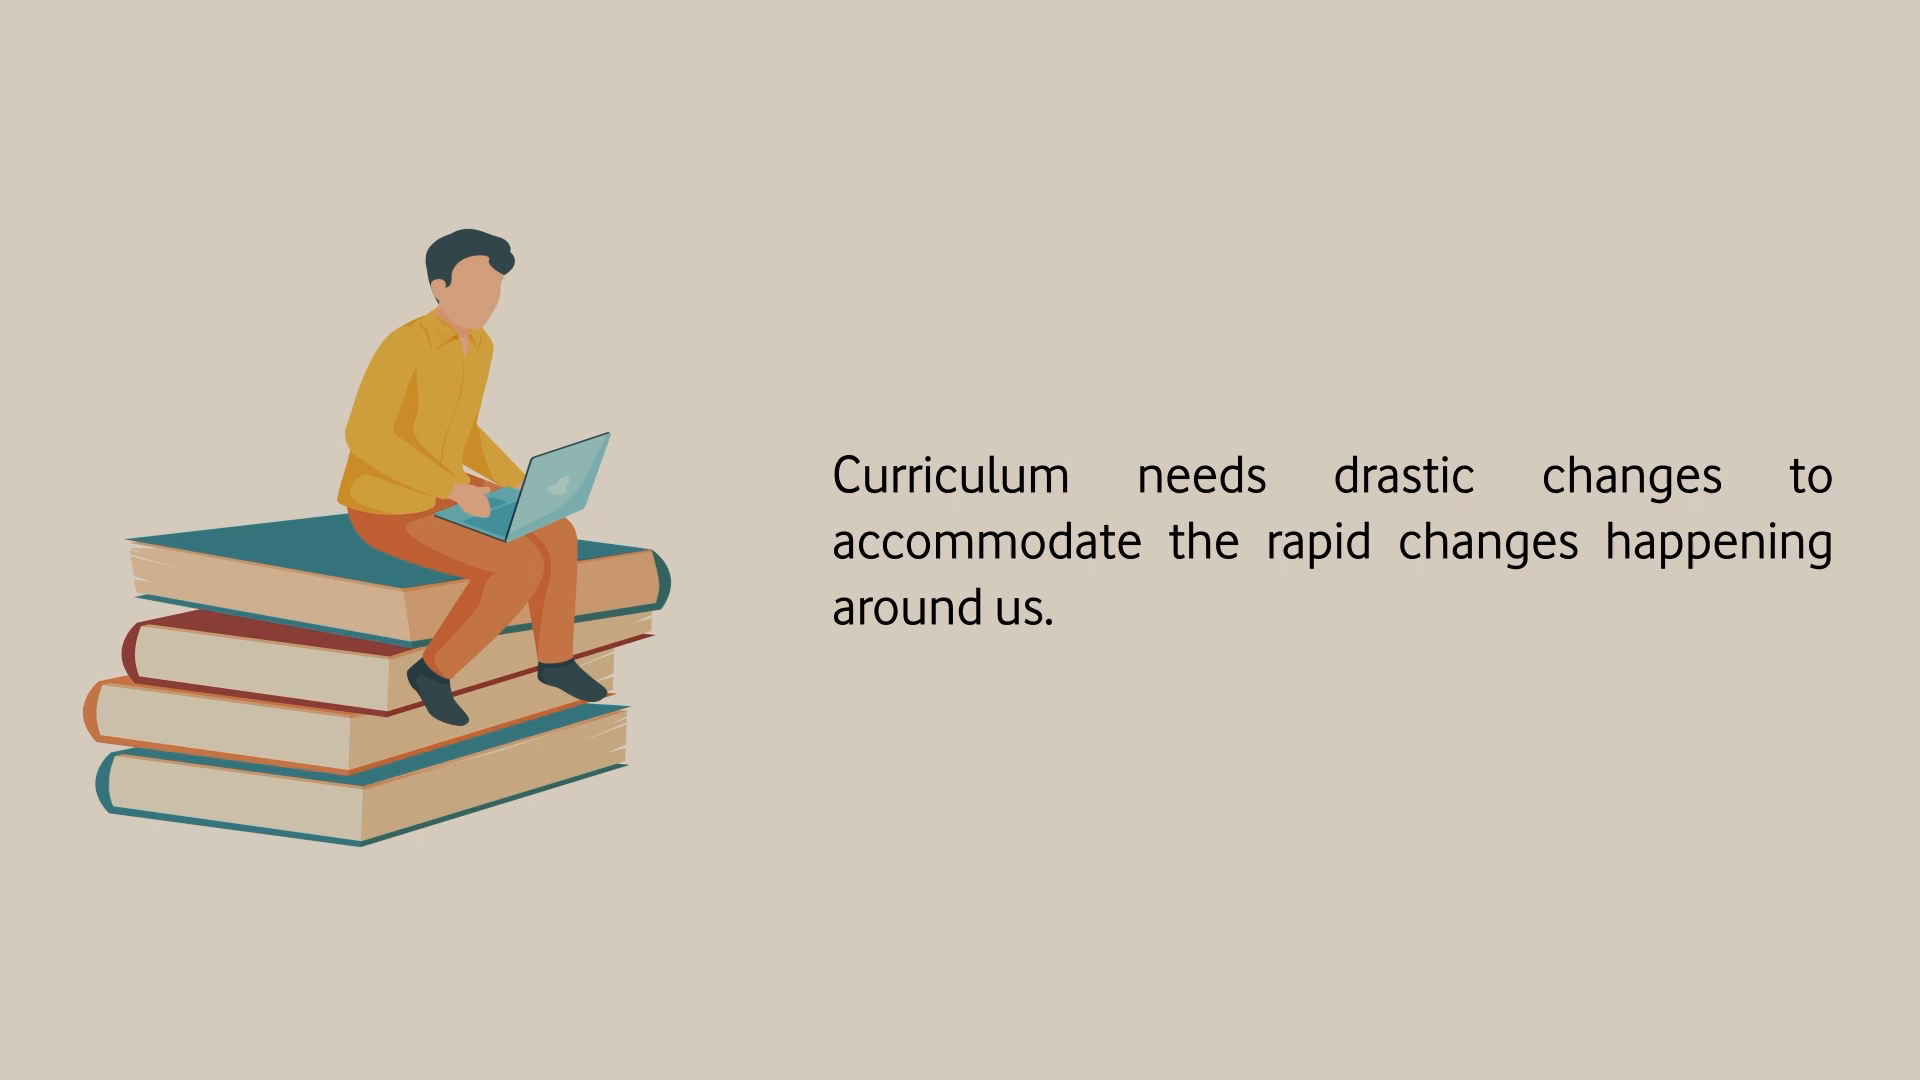 Curriculum needs drastic changes to
accommodate the rapid changes happening
around us.